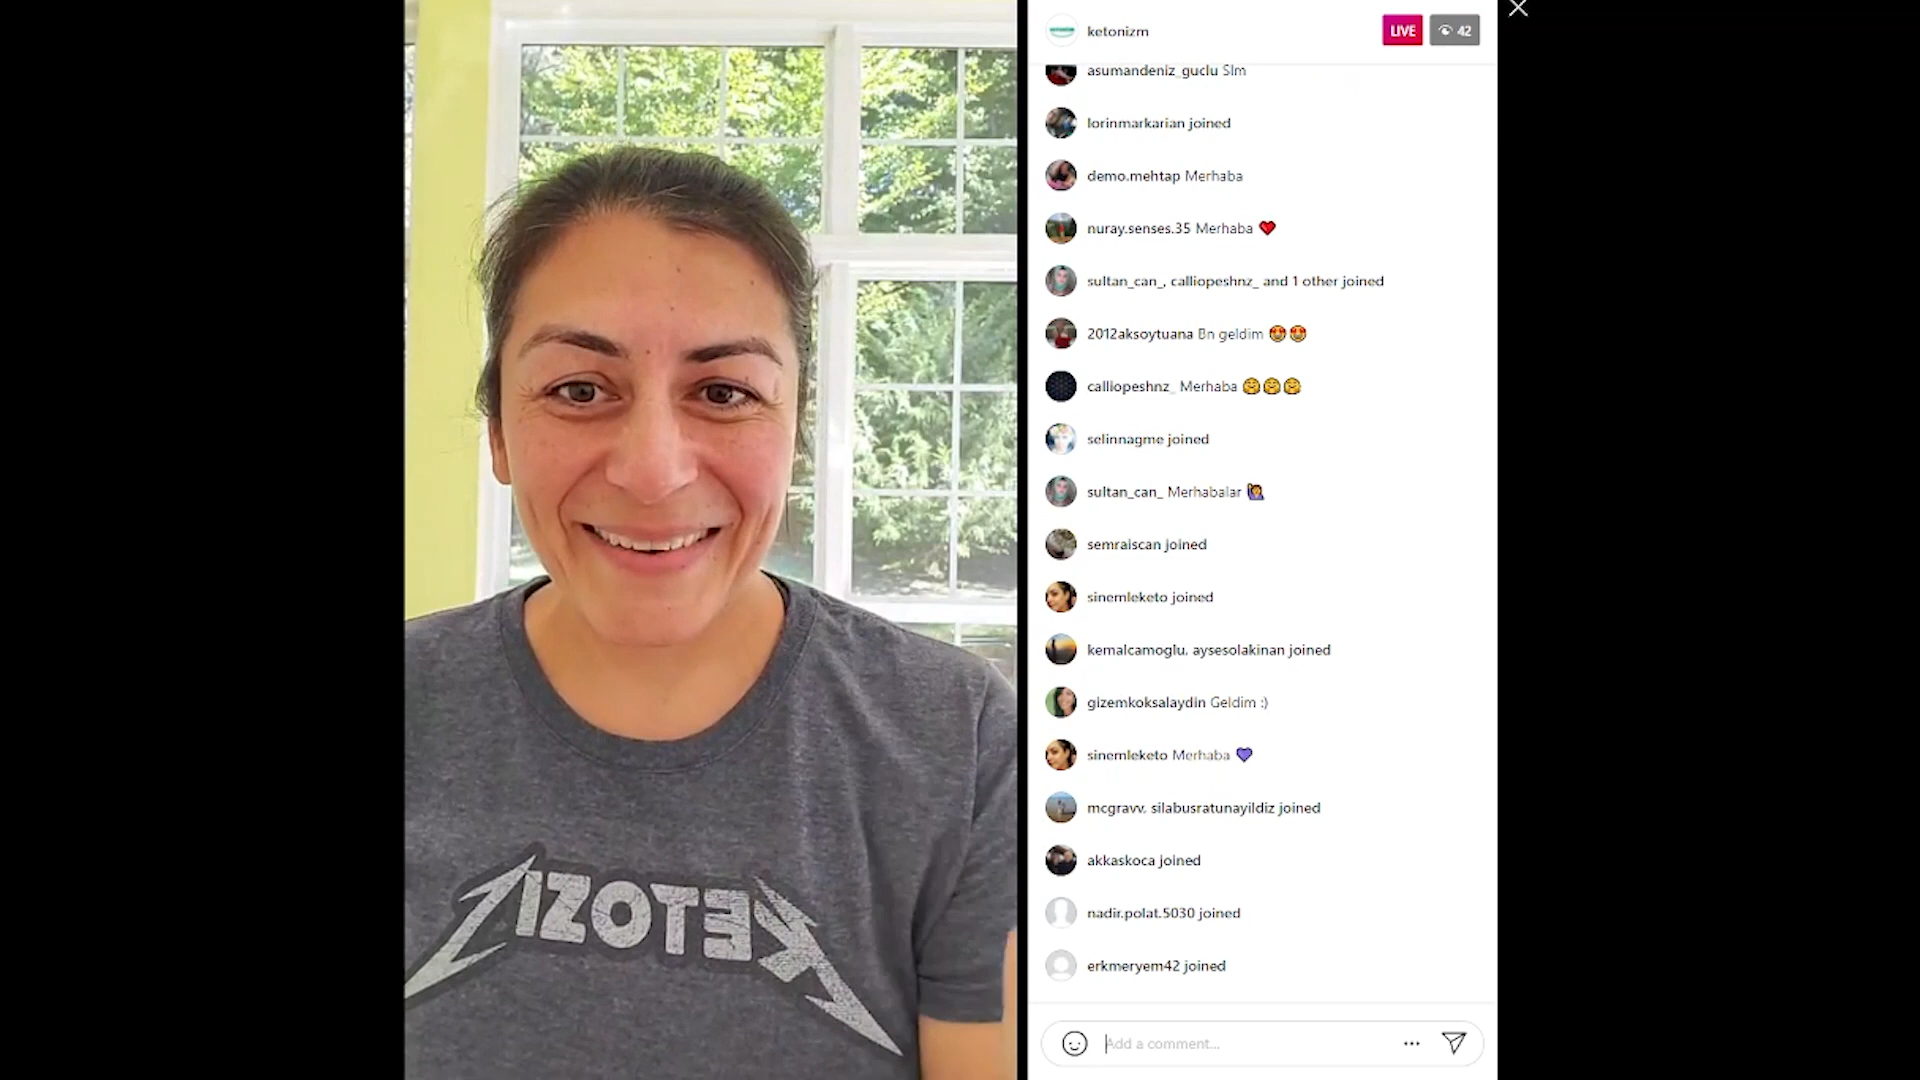 ketonizm
LIVE 42
asumandeniz_guclu Slm
lorinmarkarian joined
demo.mehtap Merhaba
nuray.senses.35 Merhaba ❤️
sultan_can_, calliopeshnz_ and 1 other joined
2012aksoytuana Bn geldim 😍😍
calliopeshnz_ Merhaba 🤗🤗🤗
selinnagme joined
sultan_can_ Merhabalar 🙋
semraiscan joined
sinemleketo joined
kemalcamoglu, aysesolakinan joined
gizemkoksalaydin Geldim :)
sinemleketo Merhaba 💜
mcgravv, silabusratunayildiz joined
akkaskoca joined
nadir.polat.5030 joined
erkmeryem42 joined
Add a comment...
KETOZIZ